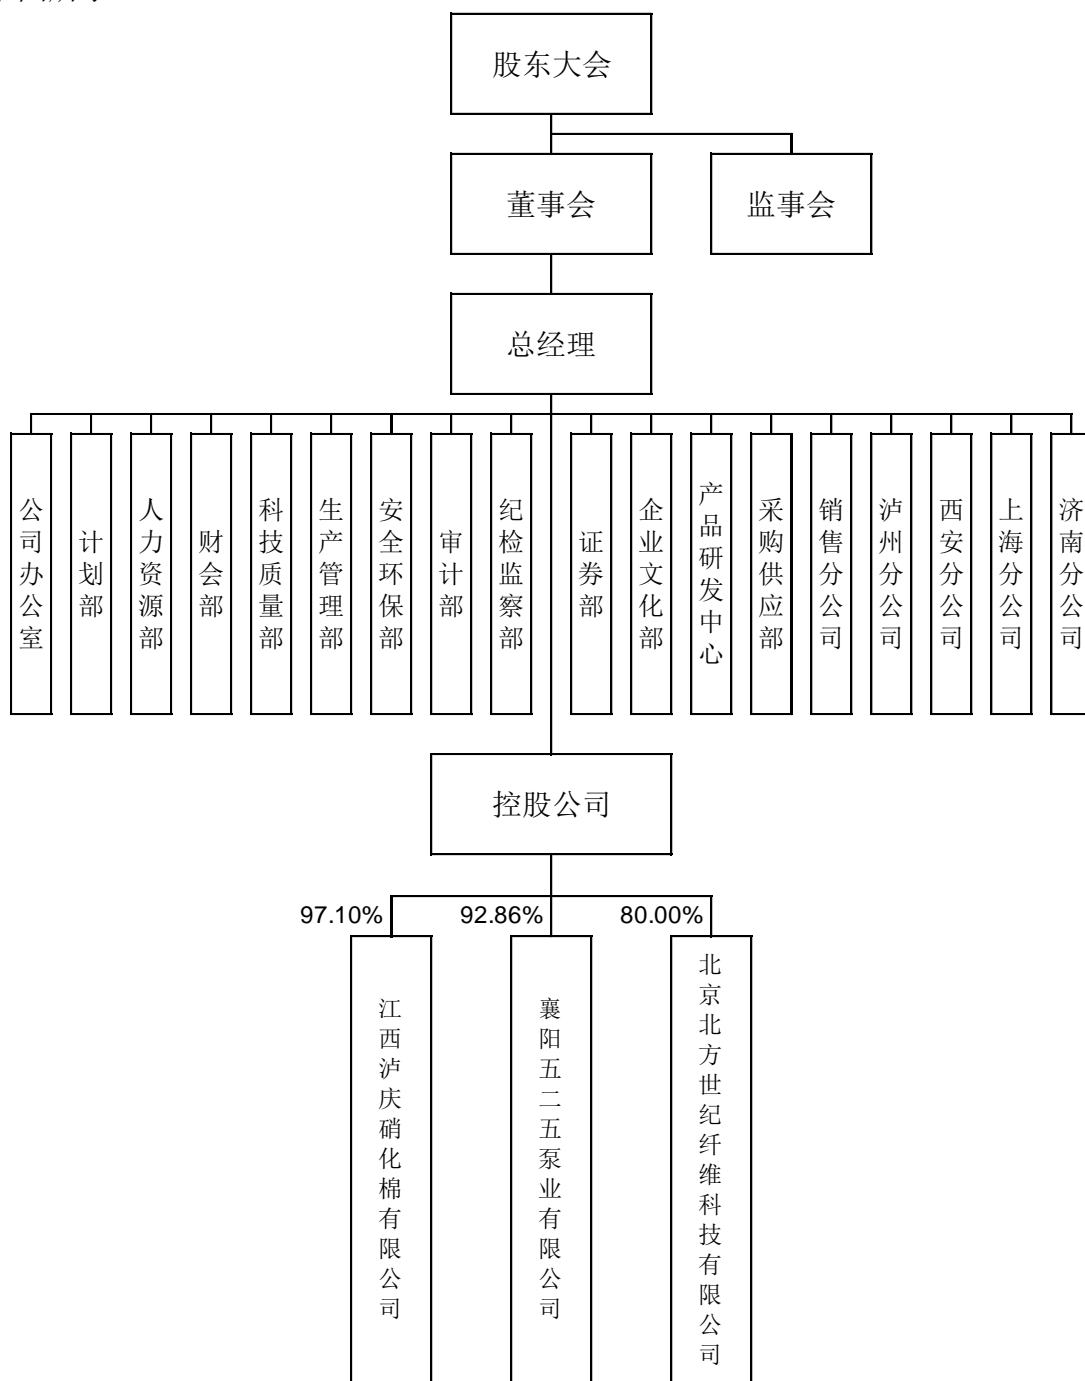 股东大会
董事会
监事会
总经理
公司办公室
计划部
人力资源部
财会部
科技质量部
生产管理部
安全环保部
审计部
纪检监察部
证券部
企业文化部
产品研发中心
采购供应部
销售分公司
泸州分公司
西安分公司
上海分公司
济南分公司
控股公司
97.10%
92.86%
80.00%
江西泸庆硝化棉有限公司
襄阳五二五泵业有限公司
北京北方世纪纤维科技有限公司